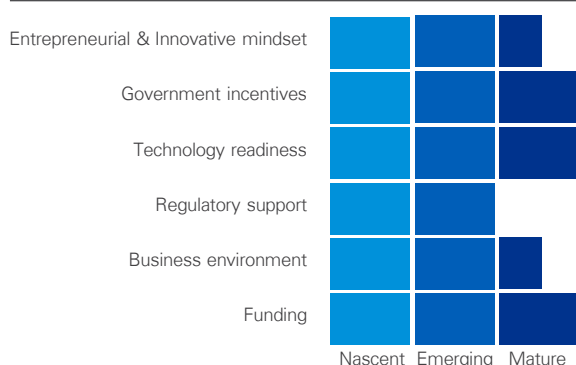 Entrepreneurial & Innovative mindset
Government incentives
Technology readiness
Regulatory support
Business environment
Funding
Nascent Emerging Mature